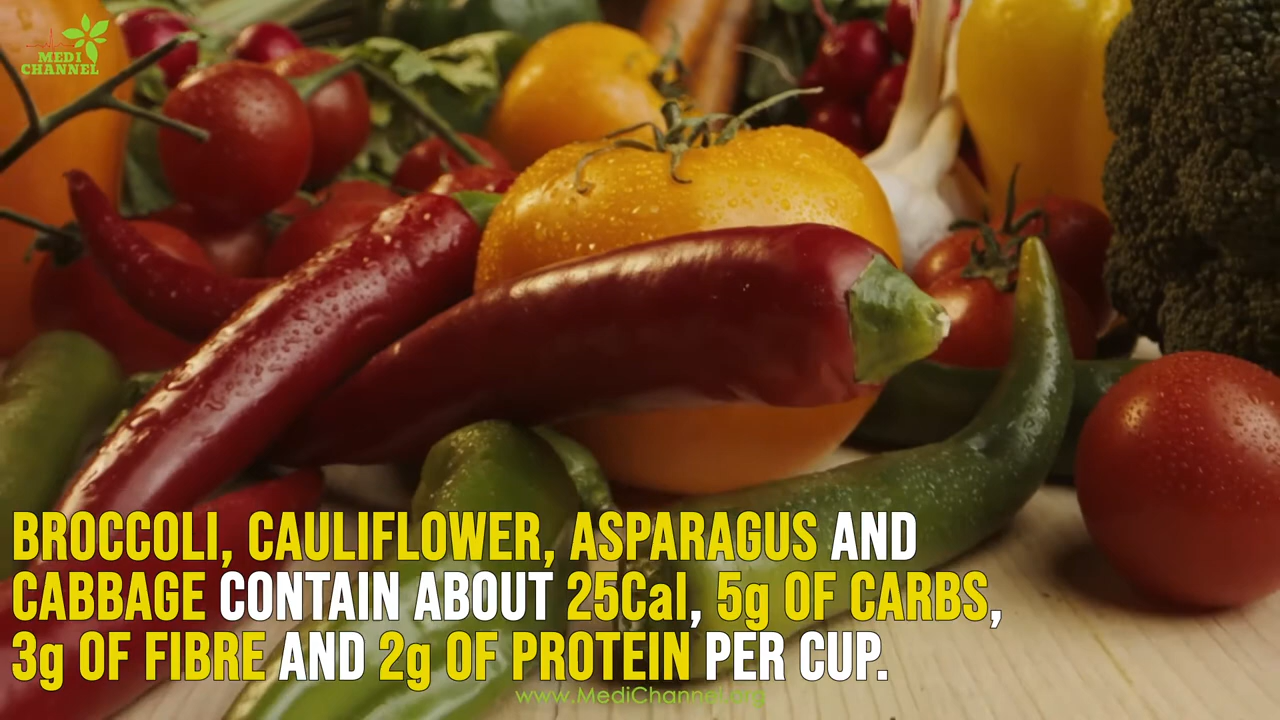 MEDI
CHANNEL
BROCCOLI, CAULIFLOWER, ASPARAGUS AND
CABBAGE CONTAIN ABOUT 25Cal, 5g OF CARBS,
3g OF FIBRE AND 2g OF PROTEIN PER CUP.
www.MediChannel.org